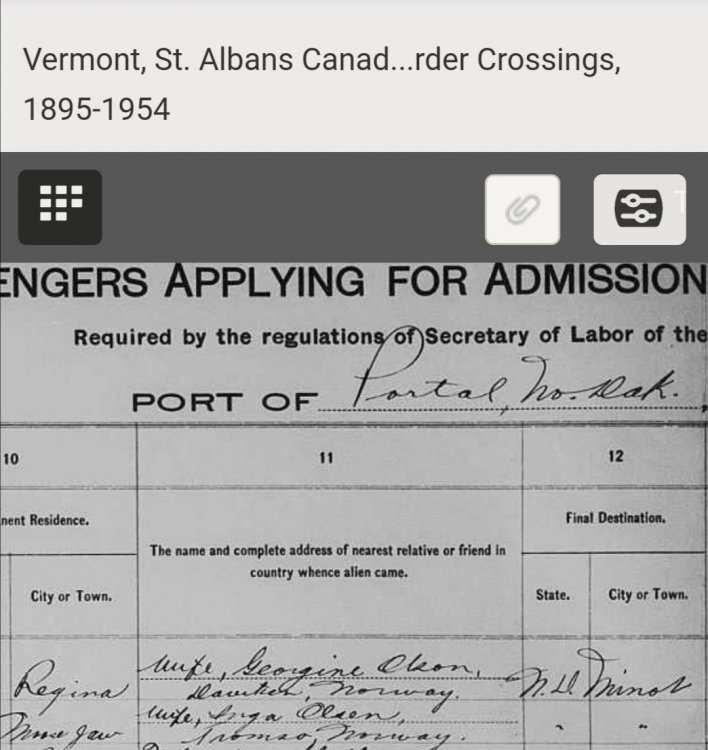 Vermont, St. Albans Canad...rder Crossings,
1895-1954
ENGERS APPLYING FOR ADMISSION
Required by the regulations of Secretary of Labor of the
PORT OF Portal, No. Dak.,
10 11 12
nent Residence.
The name and complete address of nearest relative or friend in
country whence alien came.
Final Destination.
City or Town.
State.
City or Town.
Regina
Wife, Georgine Olson,
Norway.
N.D. Minot
Moose Jaw
Wife, Inga Olsen,
Tromso, Norway.
" "